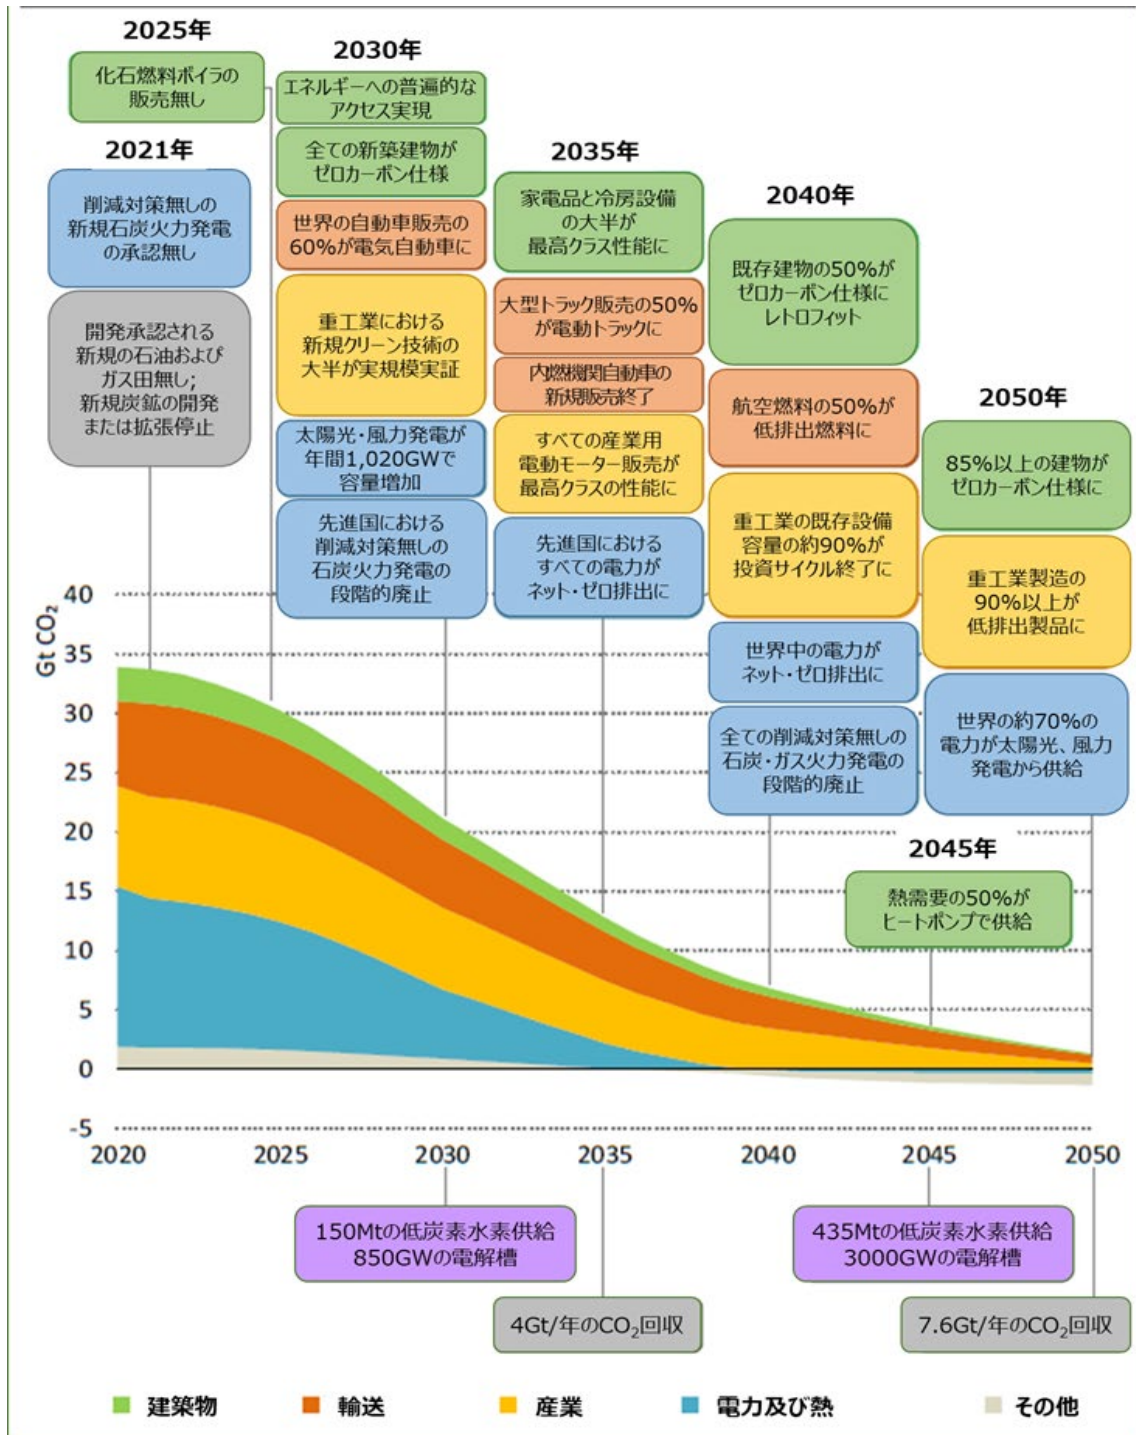 2025年
化石燃料ボイラの
販売無し
2021年
削減対策無しの
新規石炭火力発電
の承認無し
開発承認される
新規の石油および
ガス田無し;
新規炭鉱の開発
または拡張停止
2030年
エネルギーへの普遍的な
アクセス実現
全ての新築建物が
ゼロカーボン仕様
世界の自動車販売の
60%が電気自動車に
重工業における
新規クリーン技術の
大半が実規模実証
太陽光・風力発電が
年間1,020GWで
容量増加
先進国における
削減対策無しの
石炭火力発電の
段階的廃止
2035年
家電品と冷房設備
の大半が
最高クラス性能に
大型トラック販売の50%
が電動トラックに
内燃機関自動車の
新規販売終了
すべての産業用
電動モーター販売が
最高クラスの性能に
先進国における
すべての電力が
ネット・ゼロ排出に
2040年
既存建物の50%が
ゼロカーボン仕様に
レトロフィット
航空燃料の50%が
低排出燃料に
重工業の既存設備
容量の約90%が
投資サイクル終了に
世界中の電力が
ネット・ゼロ排出に
全ての削減対策無しの
石炭・ガス火力発電の
段階的廃止
2050年
85%以上の建物が
ゼロカーボン仕様に
重工業製造の
90%以上が
低排出製品に
世界の約70%の
電力が太陽光、風力
発電から供給
2045年
熱需要の50%が
ヒートポンプで供給
Gt CO₂
40
35
30
25
20
15
10
5
0
-5
2020 2025 2030 2035 2040 2045 2050
150Mtの低炭素水素供給
850GWの電解槽
435Mtの低炭素水素供給
3000GWの電解槽
4Gt/年のCO₂回収
7.6Gt/年のCO₂回収
建築物 輸送 産業 電力及び熱 その他